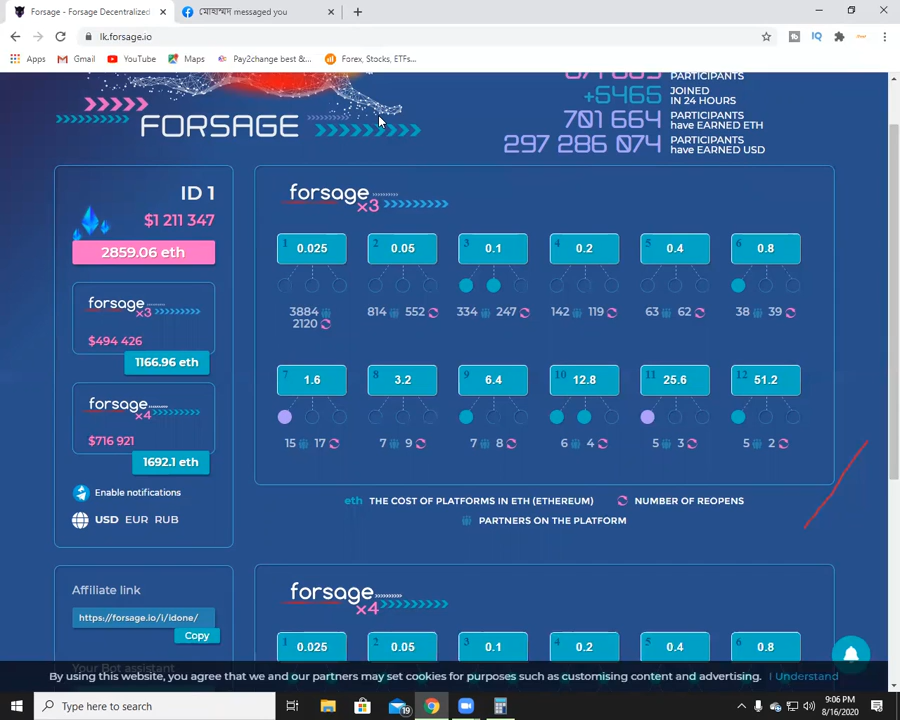 Forsage - Forsage Decentralized
মোহাম্মদ messaged you
lk.forsage.io
Apps Gmail YouTube Maps Pay2change best &... Forex, Stocks, ETFs...
PARTICIPANTS
+5465 JOINED IN 24 HOURS
701 664 PARTICIPANTS have EARNED ETH
297 286 074 PARTICIPANTS have EARNED USD
FORSAGE
ID 1
$1 211 347
2859.06 eth
forsage x3
$494 426
1166.96 eth
forsage x4
$716 921
1692.1 eth
Enable notifications
USD EUR RUB
forsage x3
1 0.025 2 0.05 3 0.1 4 0.2 5 0.4 6 0.8
3884 814 552 334 247 142 119 63 62 38 39
2120
7 1.6 8 3.2 9 6.4 10 12.8 11 25.6 12 51.2
15 17 7 9 7 8 6 4 5 3 5 2
eth THE COST OF PLATFORMS IN ETH (ETHEREUM) NUMBER OF REOPENS
PARTNERS ON THE PLATFORM
Affiliate link
https://forsage.io/i/idone/
Copy
Your Bot assistant
forsage x4
1 0.025 2 0.05 3 0.1 4 0.2 5 0.4 6 0.8
By using this website, you agree that we and our partners may set cookies for purposes such as customising content and advertising. I Understand
Type here to search
19
9:06 PM
8/16/2020